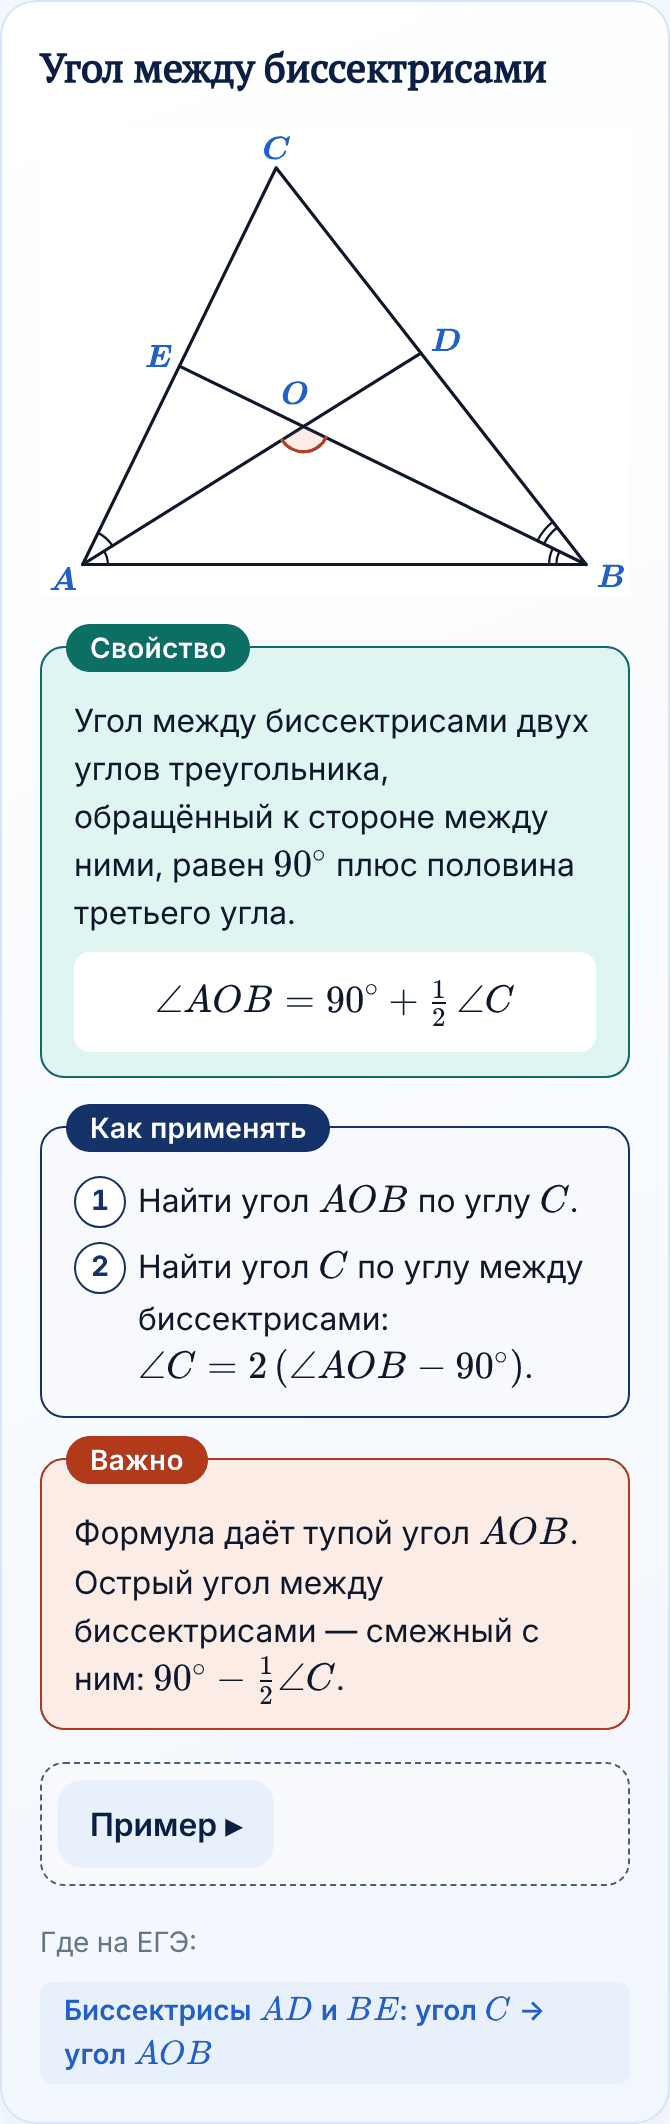 Угол между биссектрисами
C
E
D
O
A
B
Свойство
Угол между биссектрисами двух
углов треугольника,
обращённый к стороне между
ними, равен 90° плюс половина
третьего угла.
∠AOB = 90° + 1/2 ∠C
Как применять
1 Найти угол AOB по углу C.
2 Найти угол C по углу между
биссектрисами:
∠C = 2 (∠AOB − 90°).
Важно
Формула даёт тупой угол AOB.
Острый угол между
биссектрисами — смежный с
ним: 90° − 1/2∠C.
Пример ▸
Где на ЕГЭ:
Биссектрисы AD и BE: угол C →
угол AOB